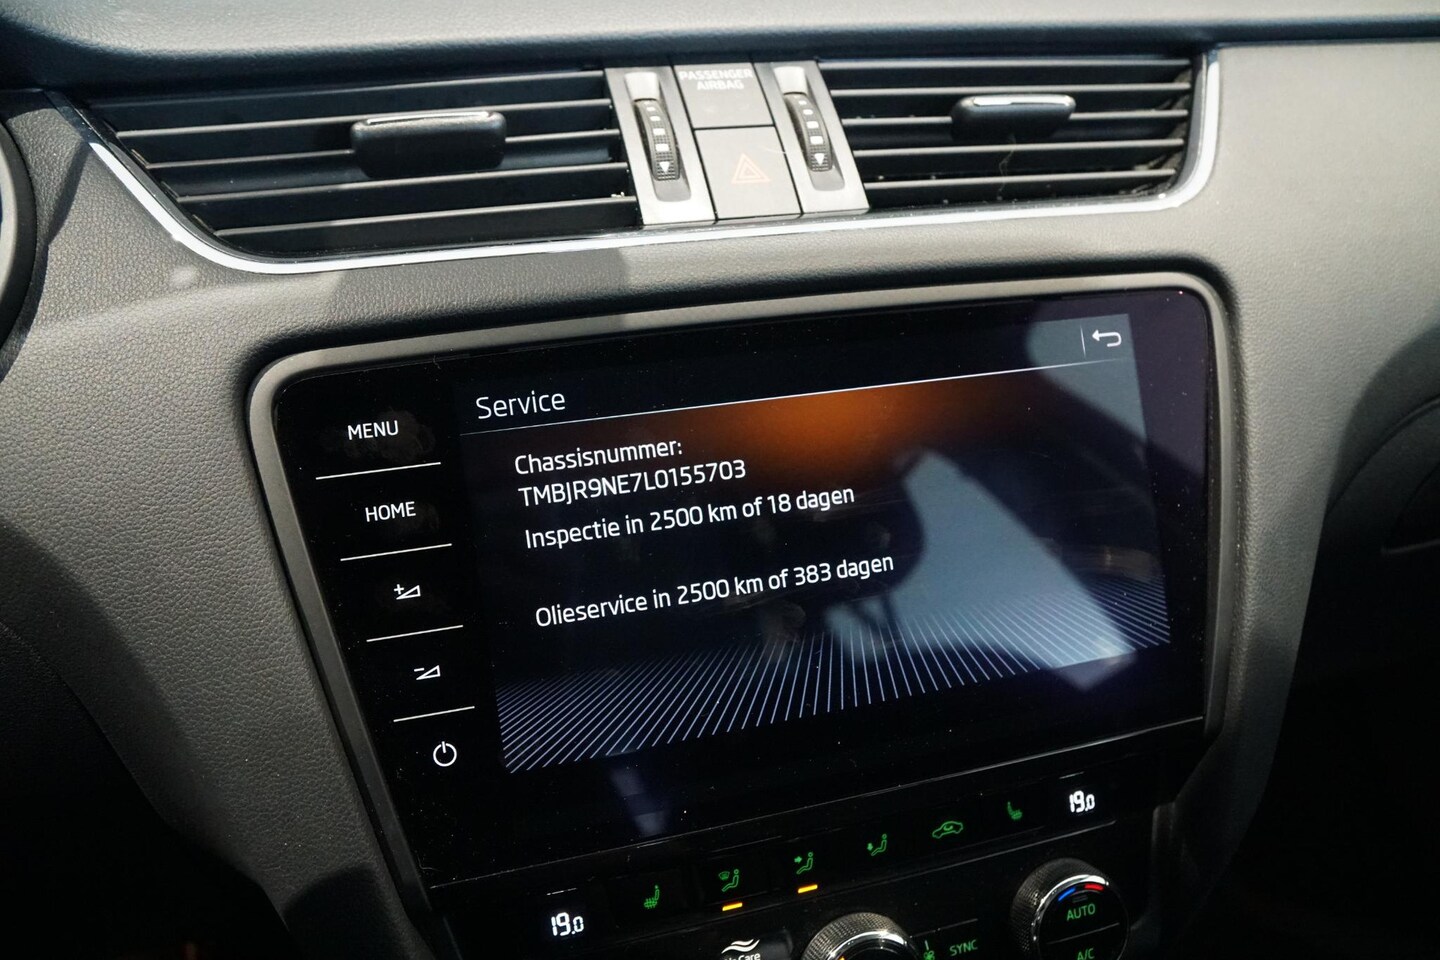 PASSENGER
AIRBAG
Service
MENU
HOME
Chassisnummer:
TMBJR9NE7L0155703
Inspectie in 2500 km of 18 dagen
Olieservice in 2500 km of 383 dagen
19.0
19.0
AUTO
SYNC
A/C
Care